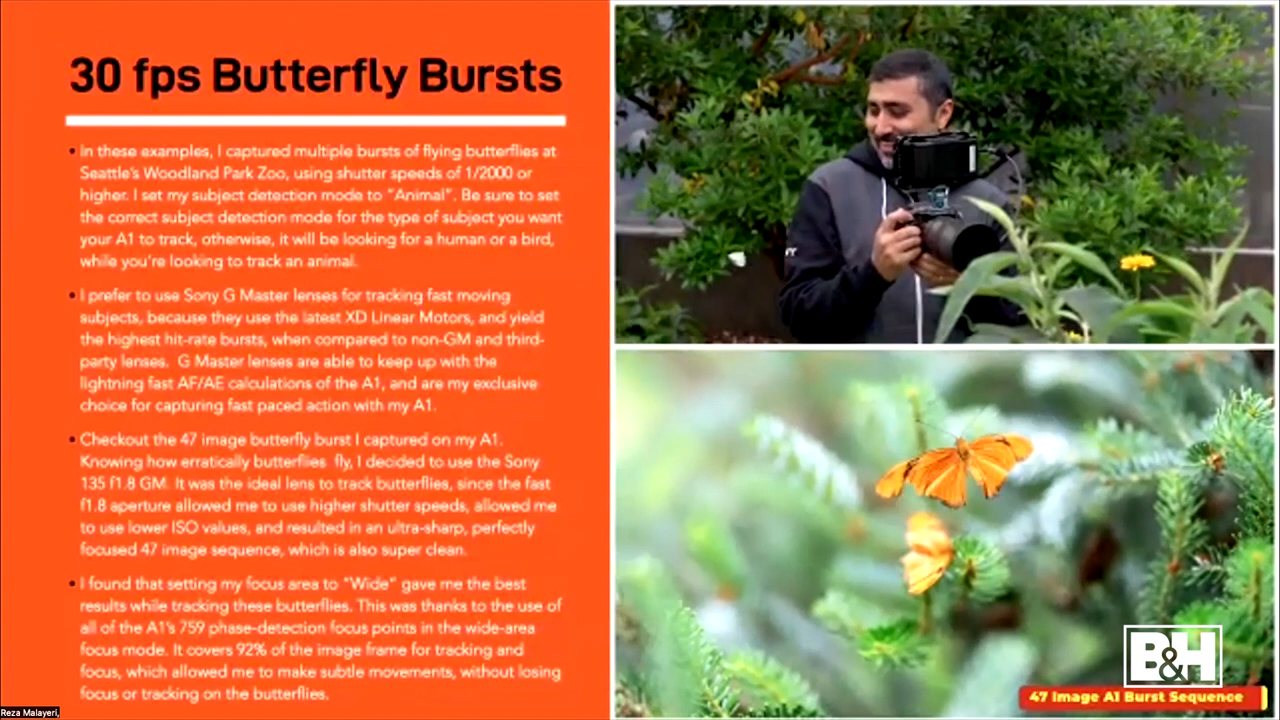 30 fps Butterfly Bursts
• In these examples, I captured multiple bursts of flying butterflies at
Seattle's Woodland Park Zoo, using shutter speeds of 1/2000 or
higher. I set my subject detection mode to "Animal". Be sure to set
the correct subject detection mode for the type of subject you want
your A1 to track, otherwise, it will be looking for a human or a bird,
while you're looking to track an animal.
• I prefer to use Sony G Master lenses for tracking fast moving
subjects, because they use the latest XD Linear Motors, and yield
the highest hit-rate bursts, when compared to non-GM and third-
party lenses. G Master lenses are able to keep up with the
lightning fast AF/AE calculations of the A1, and are my exclusive
choice for capturing fast paced action with my A1.
• Checkout the 47 image butterfly burst I captured on my A1.
Knowing how erratically butterflies fly, I decided to use the Sony
135 f1.8 GM. It was the ideal lens to track butterflies, since the fast
f1.8 aperture allowed me to use higher shutter speeds, allowed me
to use lower ISO values, and resulted in an ultra-sharp, perfectly
focused 47 image sequence, which is also super clean.
• I found that setting my focus area to "Wide" gave me the best
results while tracking these butterflies. This was thanks to the use of
all of the A1's 759 phase-detection focus points in the wide-area
focus mode. It covers 92% of the image frame for tracking and
focus, which allowed me to make subtle movements, without losing
focus or tracking on the butterflies.
Reza Malayeri,
B&H
47 Image A1 Burst Sequence